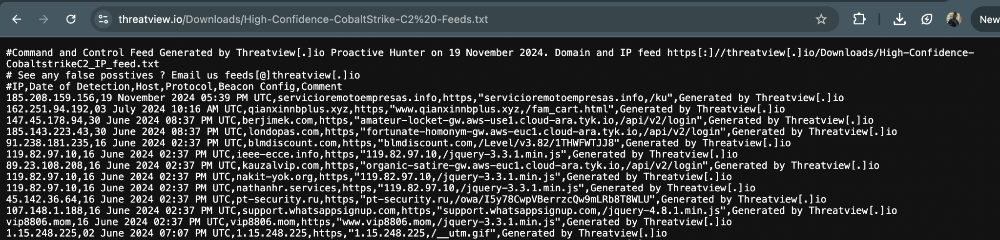 threatview.io/Downloads/High-Confidence-CobaltStrike-C2%20-Feeds.txt
New
#Command and Control Feed Generated by Threatview[.]io Proactive Hunter on 19 November 2024. Domain and IP feed https[:]//threatview[.]io/Downloads/High-Confidence-
CobaltstrikeC2_IP_feed.txt
# See any false posstives ? Email us feeds[@]threatview[.]io
#IP,Date of Detection,Host,Protocol,Beacon Config,Comment
185.208.159.156,19 November 2024 05:39 PM UTC,servicioremotoempresas.info,https,"servicioremotoempresas.info,/ku",Generated by Threatview[.]io
162.251.94.192,03 July 2024 10:16 AM UTC,qianxinnbplus.xyz,https,"www.qianxinnbplus.xyz,/fam_cart.html",Generated by Threatview[.]io
147.45.178.94,30 June 2024 08:37 PM UTC,berjimek.com,https,"amateur-locket-gw.aws-use1.cloud-ara.tyk.io,/api/v2/login",Generated by Threatview[.]io
185.143.223.43,30 June 2024 08:37 PM UTC,londopas.com,https,"fortunate-homonym-gw.aws-euc1.cloud-ara.tyk.io,/api/v2/login",Generated by Threatview[.]io
91.238.181.235,16 June 2024 02:37 PM UTC,blmdiscount.com,https,"blmdiscount.com,/Level/v3.82/1THWFWTJJ8",Generated by Threatview[.]io
119.82.97.10,16 June 2024 02:37 PM UTC,ieee-ecce.info,https,"119.82.97.10,/jquery-3.3.1.min.js",Generated by Threatview[.]io
89.23.108.208,16 June 2024 02:37 PM UTC,kauzalvip.com,https,"organic-satire-gw.aws-euc1.cloud-ara.tyk.io,/api/v2/login",Generated by Threatview[.]io
119.82.97.10,16 June 2024 02:37 PM UTC,nakit-yok.org,https,"119.82.97.10,/jquery-3.3.1.min.js",Generated by Threatview[.]io
119.82.97.10,16 June 2024 02:37 PM UTC,nathanhr.services,https,"119.82.97.10,/jquery-3.3.1.min.js",Generated by Threatview[.]io
45.142.36.64,16 June 2024 02:37 PM UTC,pt-security.ru,https,"pt-security.ru,/owa/I5y78CwpVBerrzcQw9mLRb8T8WLU",Generated by Threatview[.]io
107.148.1.188,16 June 2024 02:37 PM UTC,support.whatsappsignup.com,https,"support.whatsappsignup.com,/jquery-4.8.1.min.js",Generated by Threatview[.]io
vip8806.mom,16 June 2024 02:37 PM UTC,vip8806.mom,https,"www.vip8806.mom,/jquery-3.3.1.min.js",Generated by Threatview[.]io
1.15.248.225,02 June 2024 07:07 PM UTC,1.15.248.225,https,"1.15.248.225,/__utm.gif",Generated by Threatview[.]io